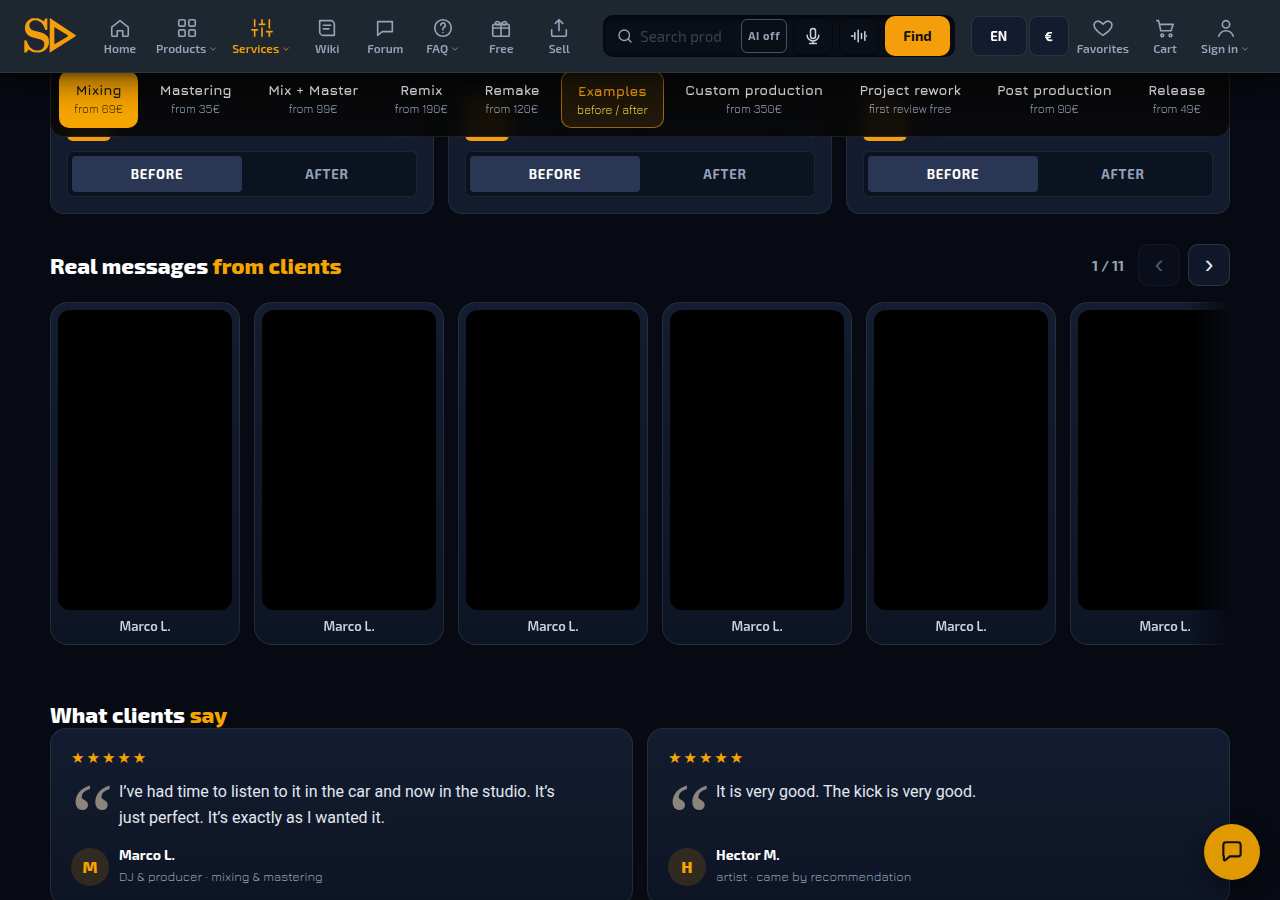 SD
Home
Products
Services
Wiki
Forum
FAQ
Free
Sell
Search prod
AI off
Find
EN
€
Favorites
Cart
Sign in
Mixing
from 69€
Mastering
from 35€
Mix + Master
from 99€
Remix
from 190€
Remake
from 120€
Examples
before / after
Custom production
from 350€
Project rework
first review free
Post production
from 90€
Release
from 49€
BEFORE
AFTER
BEFORE
AFTER
BEFORE
AFTER
Real messages from clients
1 / 11
Marco L.
Marco L.
Marco L.
Marco L.
Marco L.
Marco L.
What clients say
★★★★★
“
I’ve had time to listen to it in the car and now in the studio. It’s
just perfect. It’s exactly as I wanted it.
M
Marco L.
DJ & producer · mixing & mastering
★★★★★
“
It is very good. The kick is very good.
H
Hector M.
artist · came by recommendation